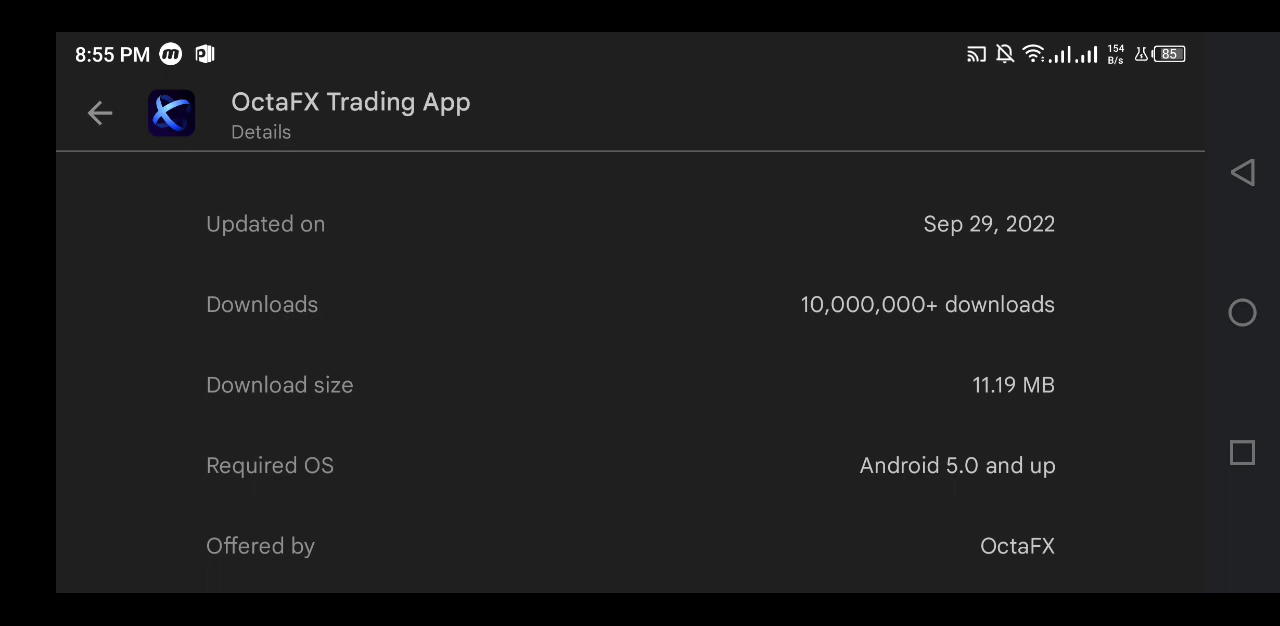 8:55 PM
154
B/s
85
OctaFX Trading App
Details
Updated on Sep 29, 2022
Downloads 10,000,000+ downloads
Download size 11.19 MB
Required OS Android 5.0 and up
Offered by OctaFX